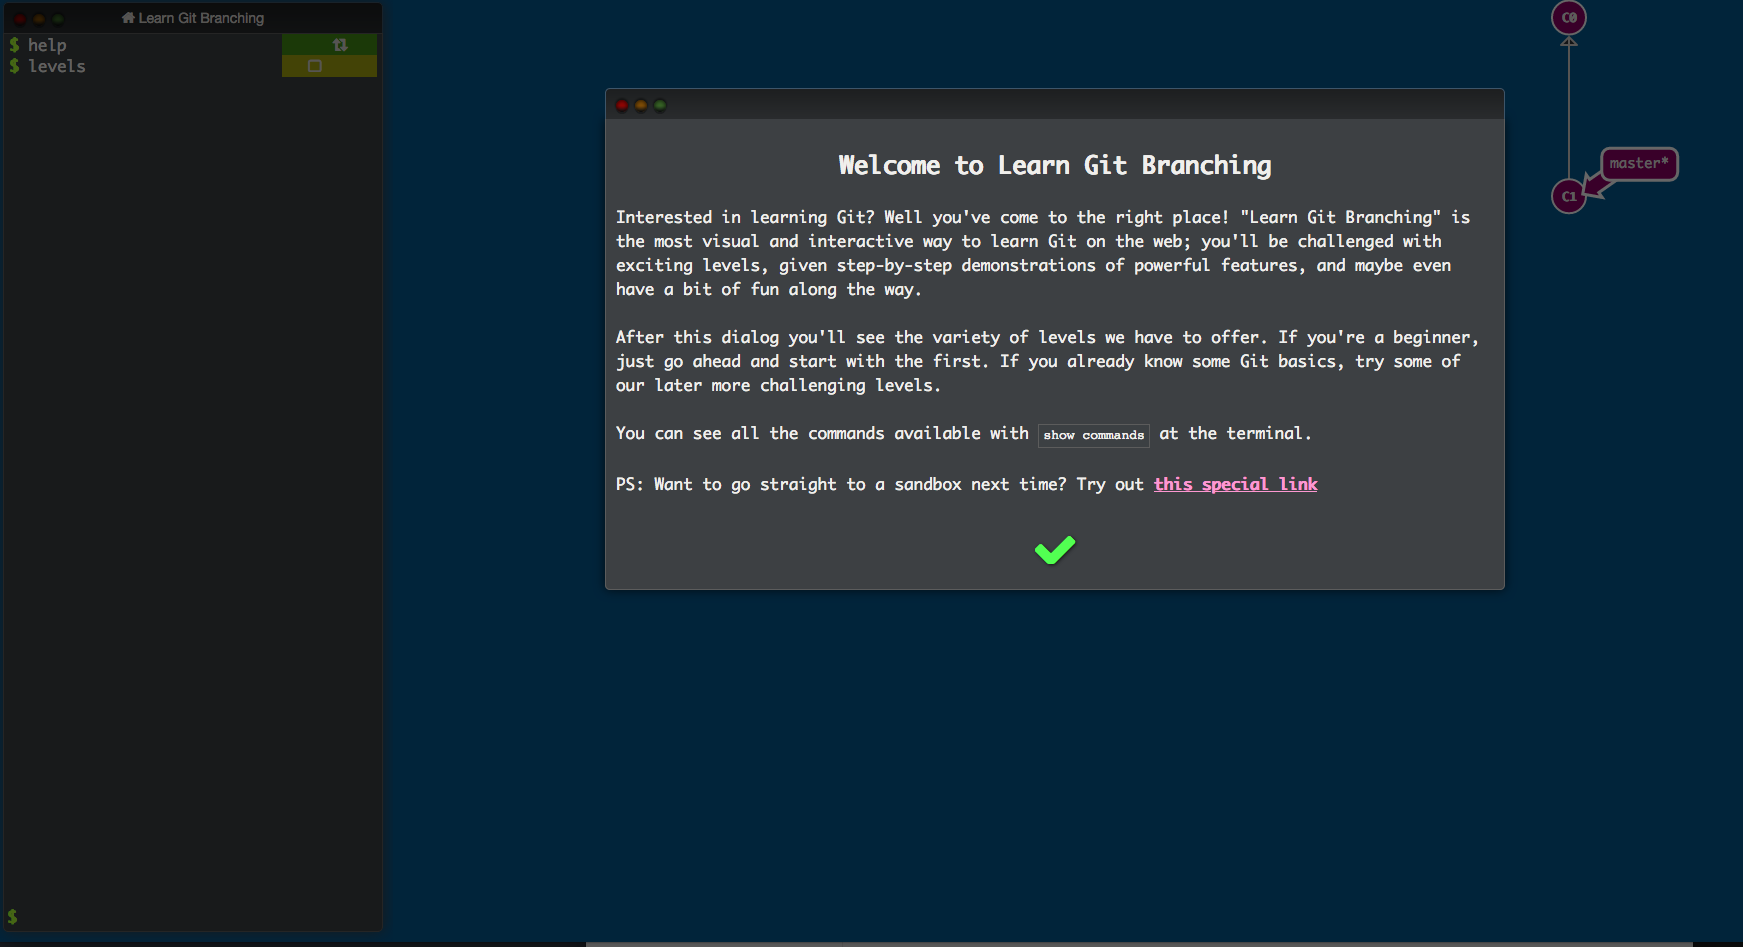 Learn Git Branching
$ help
$ levels
C0
master*
C1
Welcome to Learn Git Branching
Interested in learning Git? Well you've come to the right place! "Learn Git Branching" is
the most visual and interactive way to learn Git on the web; you'll be challenged with
exciting levels, given step-by-step demonstrations of powerful features, and maybe even
have a bit of fun along the way.
After this dialog you'll see the variety of levels we have to offer. If you're a beginner,
just go ahead and start with the first. If you already know some Git basics, try some of
our later more challenging levels.
You can see all the commands available with show commands at the terminal.
PS: Want to go straight to a sandbox next time? Try out this special link
$